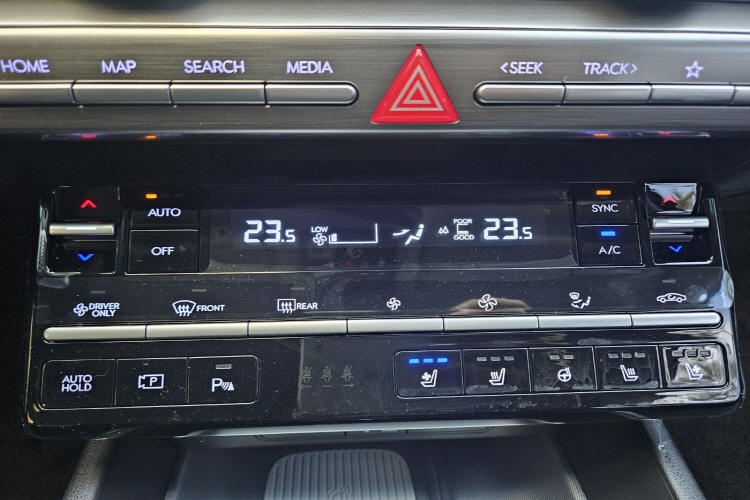 HOME MAP SEARCH MEDIA <SEEK TRACK>
AUTO
OFF
23.5
LOW
POOR
GOOD
23.5
SYNC
A/C
DRIVER
ONLY
FRONT
REAR
AUTO
HOLD
P
P